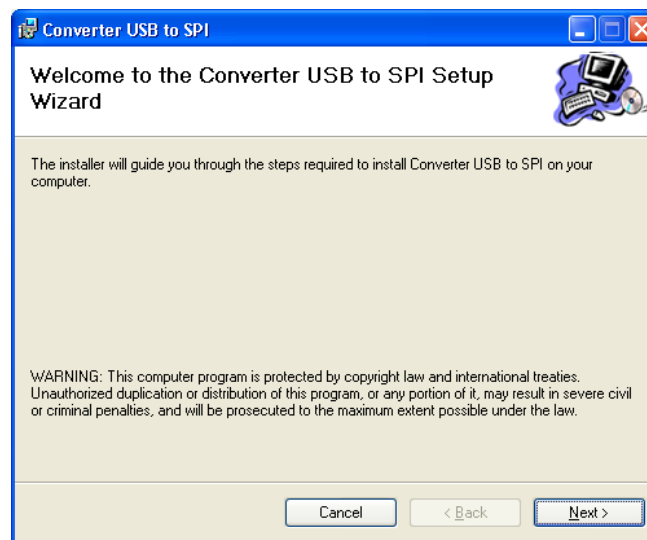 Converter USB to SPI
Welcome to the Converter USB to SPI Setup
Wizard
The installer will guide you through the steps required to install Converter USB to SPI on your
computer.
WARNING: This computer program is protected by copyright law and international treaties.
Unauthorized duplication or distribution of this program, or any portion of it, may result in severe civil
or criminal penalties, and will be prosecuted to the maximum extent possible under the law.
Cancel
< Back
Next >